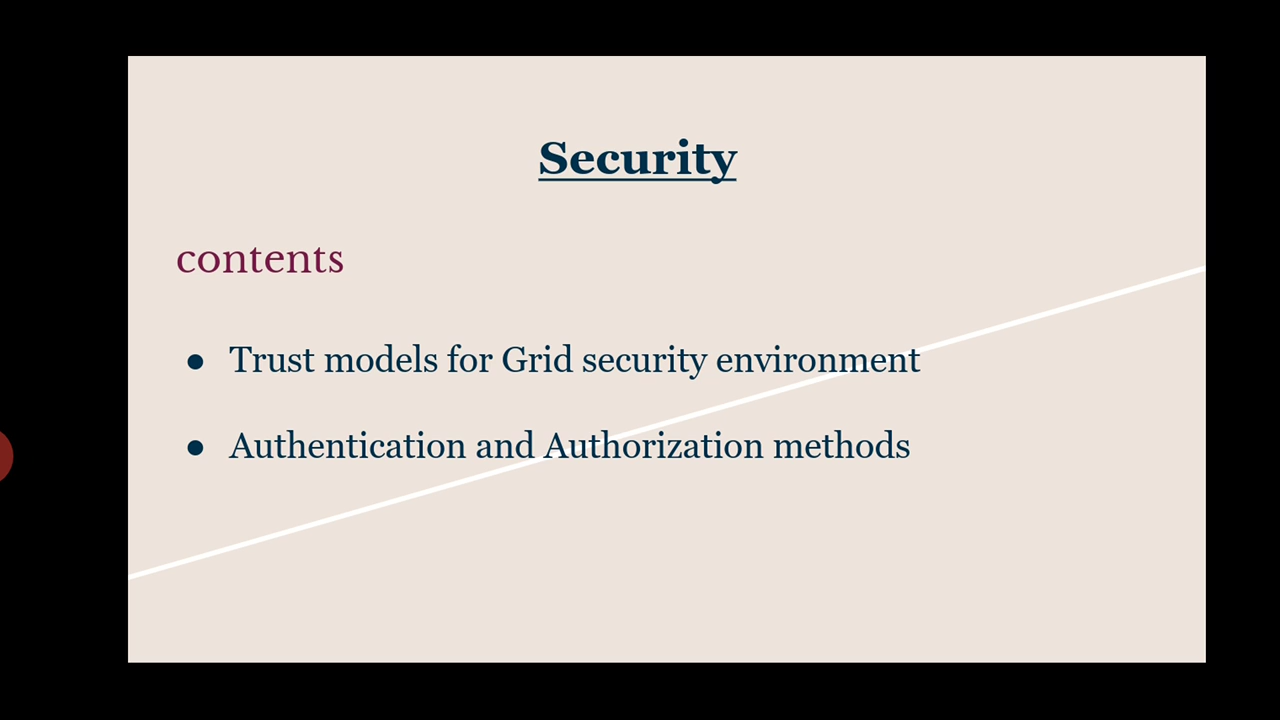 Security
contents
● Trust models for Grid security environment
● Authentication and Authorization methods